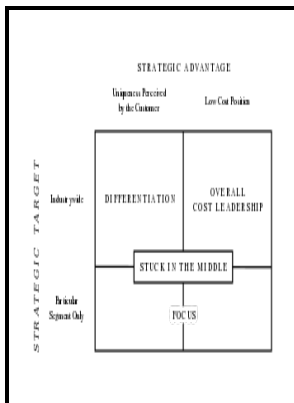 STRATEGIC ADVANTAGE
Uniqueness Perceived
by the Customer
Low Cost Position
STRATEGIC TARGET
Industrywide
DIFFERENTIATION
OVERALL
COST LEADERSHIP
STUCK IN THE MIDDLE
Particular
Segment Only
FOCUS